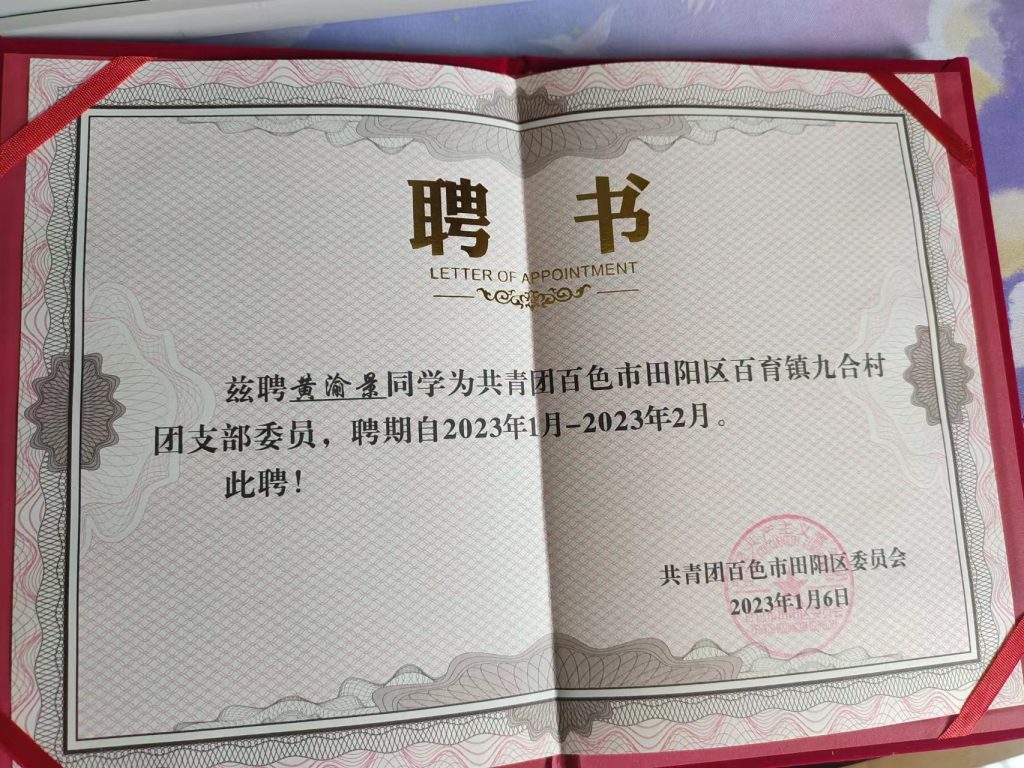 聘 书
LETTER OF APPOINTMENT
兹聘黄渝景同学为共青团百色市田阳区百育镇九合村
团支部委员，聘期自2023年1月-2023年2月。
此聘！
共青团百色市田阳区委员会
2023年1月6日